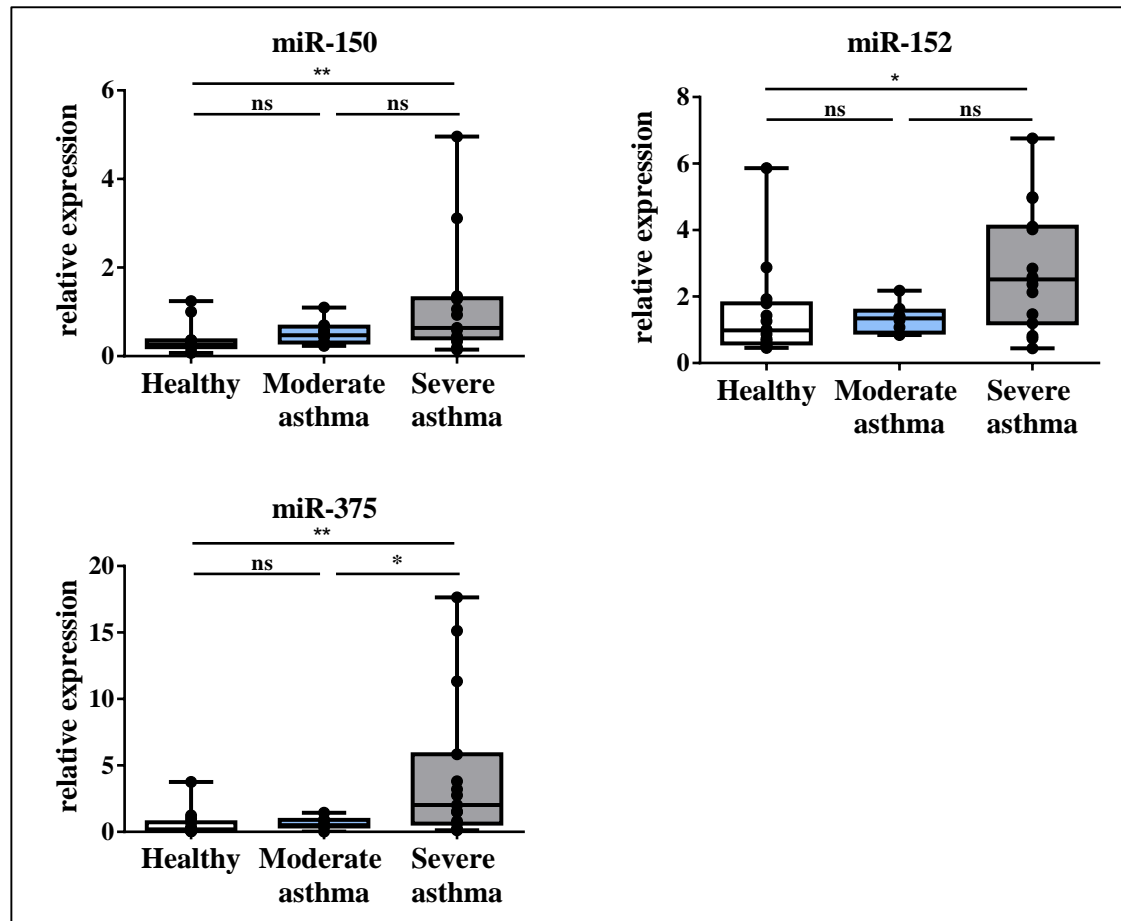 miR-150
**
ns ns
relative expression
6
4
2
0
Healthy Moderate Severe
asthma asthma
miR-152
*
ns ns
relative expression
8
6
4
2
0
Healthy Moderate Severe
asthma asthma
miR-375
**
ns *
relative expression
20
15
10
5
0
Healthy Moderate Severe
asthma asthma